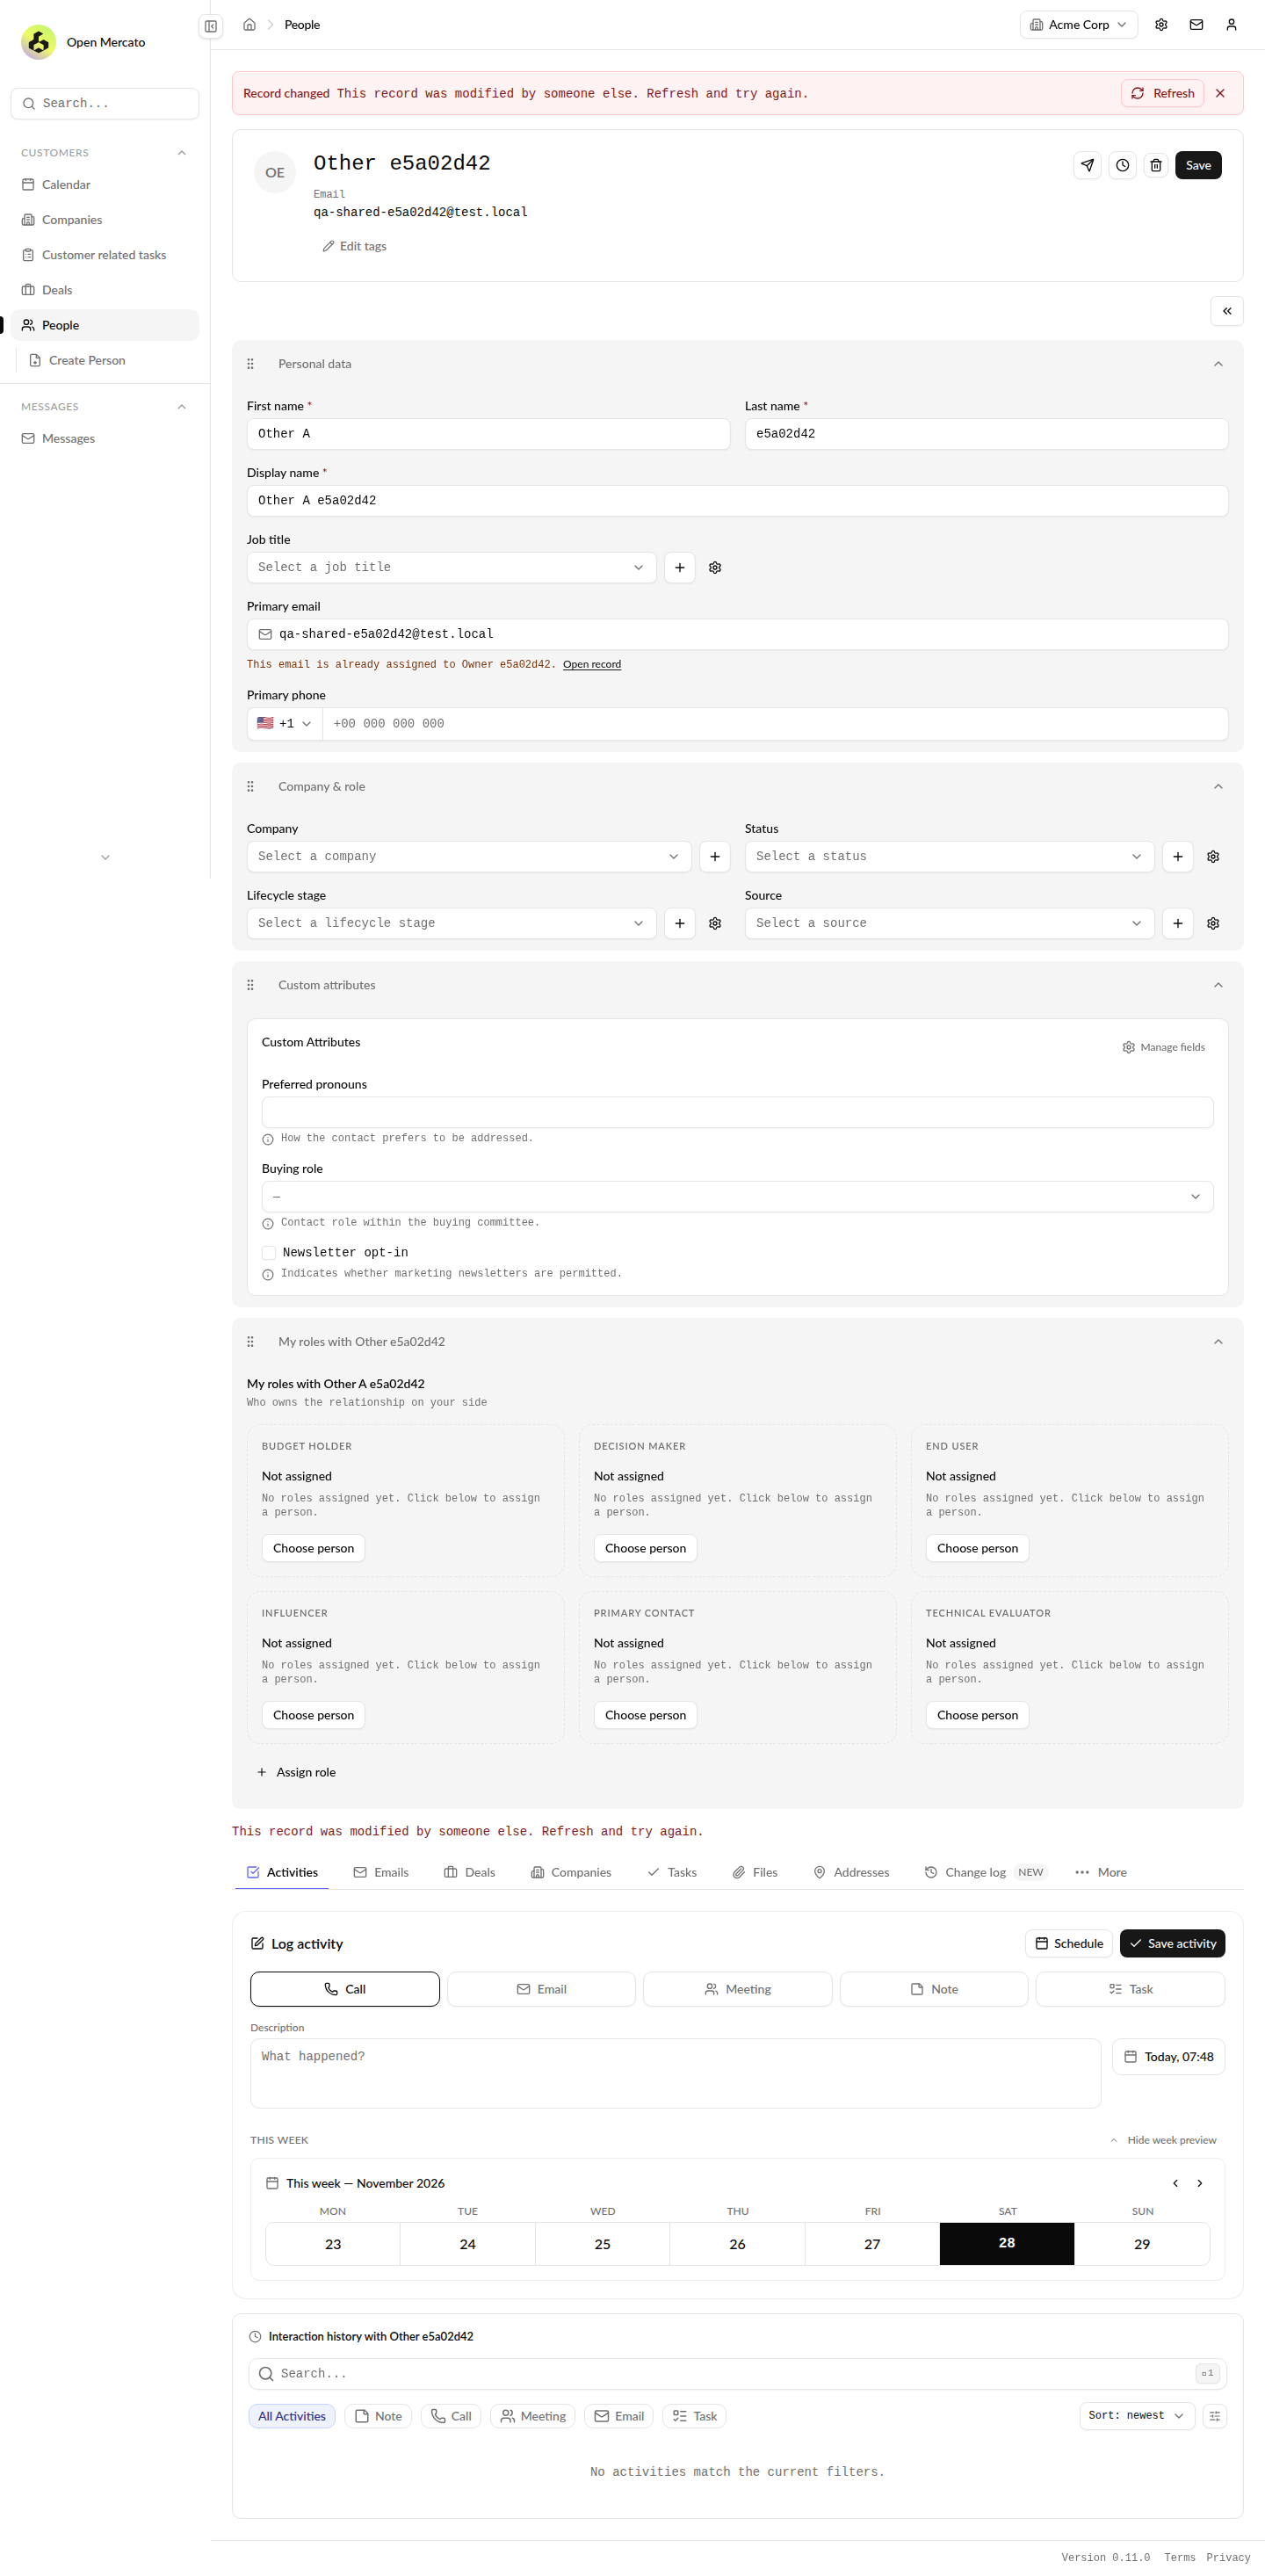 Open Mercato
People
Acme Corp
Search...
CUSTOMERS
Calendar
Companies
Customer related tasks
Deals
People
Create Person
MESSAGES
Messages
Record changed This record was modified by someone else. Refresh and try again.
Refresh
OE
Other e5a02d42
Email
qa-shared-e5a02d42@test.local
Edit tags
Save
Personal data
First name *
Last name *
Other A
e5a02d42
Display name *
Other A e5a02d42
Job title
Select a job title
Primary email
qa-shared-e5a02d42@test.local
This email is already assigned to Owner e5a02d42. Open record
Primary phone
+1
+00 000 000 000
Company & role
Company
Status
Select a company
Select a status
Lifecycle stage
Source
Select a lifecycle stage
Select a source
Custom attributes
Custom Attributes
Manage fields
Preferred pronouns
How the contact prefers to be addressed.
Buying role
—
Contact role within the buying committee.
Newsletter opt-in
Indicates whether marketing newsletters are permitted.
My roles with Other e5a02d42
My roles with Other A e5a02d42
Who owns the relationship on your side
BUDGET HOLDER
Not assigned
No roles assigned yet. Click below to assign
a person.
Choose person
DECISION MAKER
Not assigned
No roles assigned yet. Click below to assign
a person.
Choose person
END USER
Not assigned
No roles assigned yet. Click below to assign
a person.
Choose person
INFLUENCER
Not assigned
No roles assigned yet. Click below to assign
a person.
Choose person
PRIMARY CONTACT
Not assigned
No roles assigned yet. Click below to assign
a person.
Choose person
TECHNICAL EVALUATOR
Not assigned
No roles assigned yet. Click below to assign
a person.
Choose person
Assign role
This record was modified by someone else. Refresh and try again.
Activities
Emails
Deals
Companies
Tasks
Files
Addresses
Change log NEW
More
Log activity
Schedule
Save activity
Call
Email
Meeting
Note
Task
Description
What happened?
Today, 07:48
THIS WEEK
Hide week preview
This week — November 2026
MON TUE WED THU FRI SAT SUN
23 24 25 26 27 28 29
Interaction history with Other e5a02d42
Search...
1
All Activities
Note
Call
Meeting
Email
Task
Sort: newest
No activities match the current filters.
Version 0.11.0 Terms Privacy